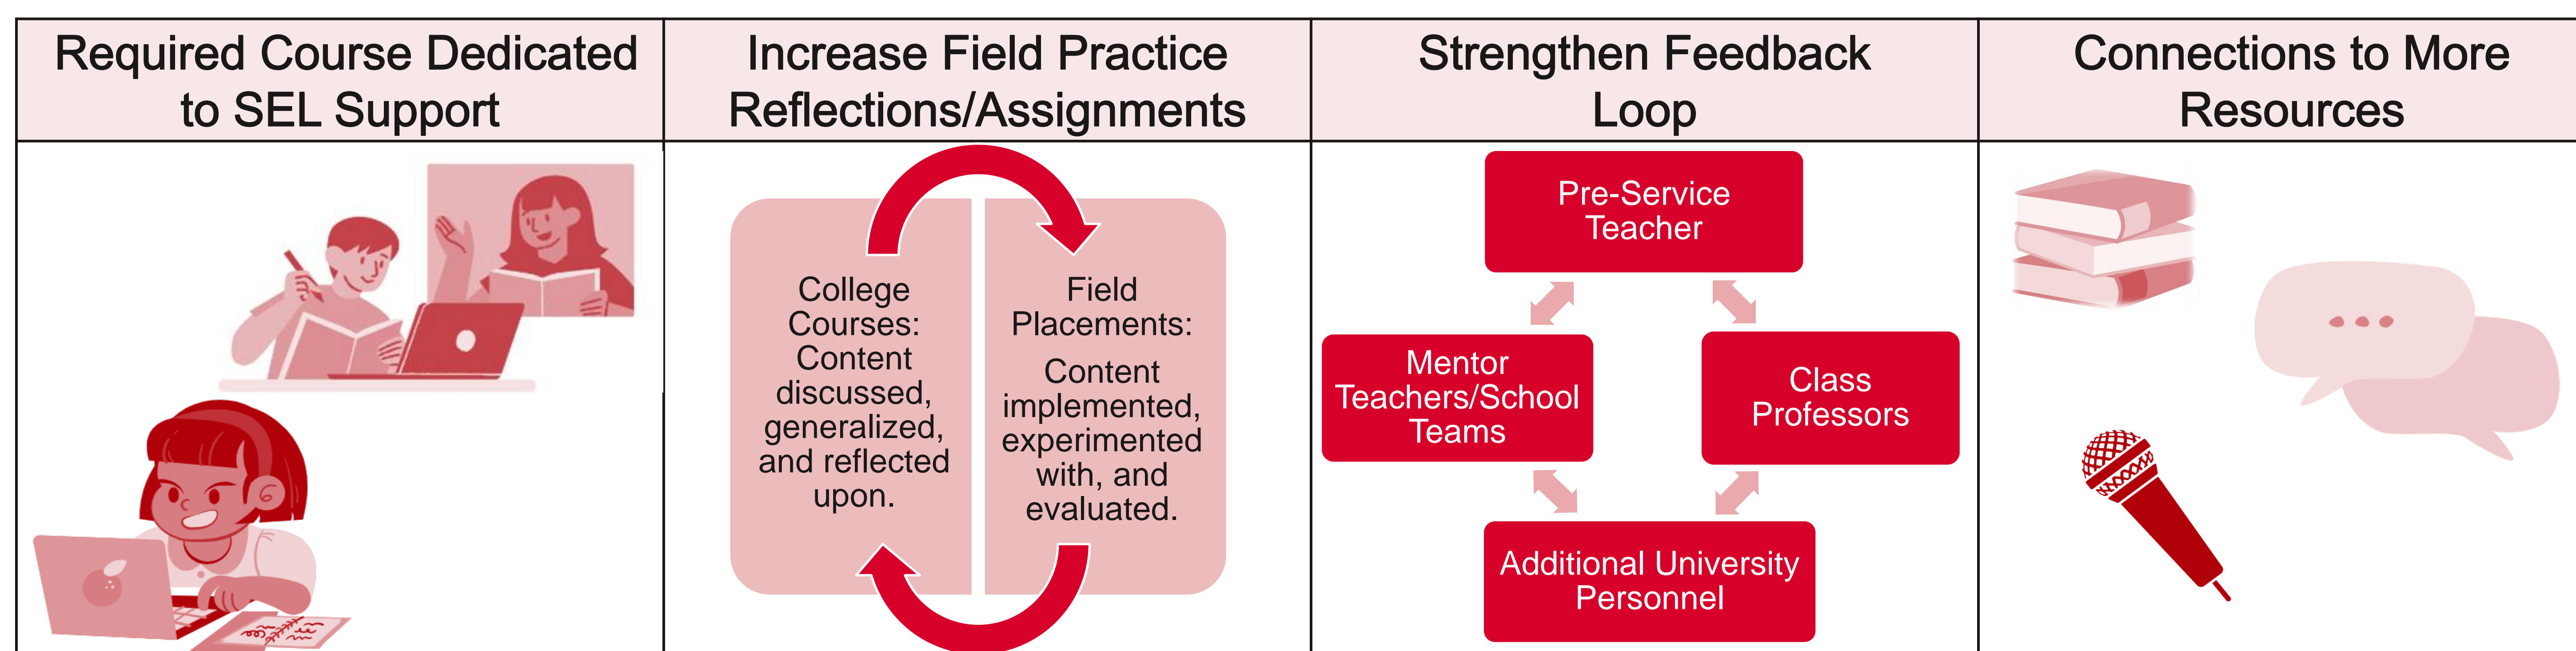 Required Course Dedicated
to SEL Support
Increase Field Practice
Reflections/Assignments
Strengthen Feedback
Loop
Connections to More
Resources
College
Courses:
Content
discussed,
generalized,
and reflected
upon.
Field
Placements:
Content
implemented,
experimented
with, and
evaluated.
Pre-Service
Teacher
Mentor
Teachers/School
Teams
Class
Professors
Additional University
Personnel